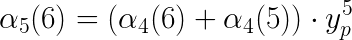 α₅(6) = (α₄(6) + α₄(5)) · y_p^5